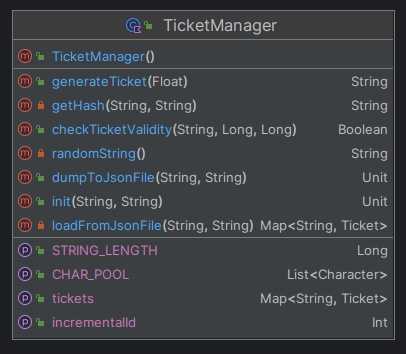 TicketManager
TicketManager()
generateTicket(Float) String
getHash(String, String) String
checkTicketValidity(String, Long, Long) Boolean
randomString() String
dumpToJsonFile(String, String) Unit
init(String, String) Unit
loadFromJsonFile(String, String) Map<String, Ticket>
STRING_LENGTH Long
CHAR_POOL List<Character>
tickets Map<String, Ticket>
incrementalId Int